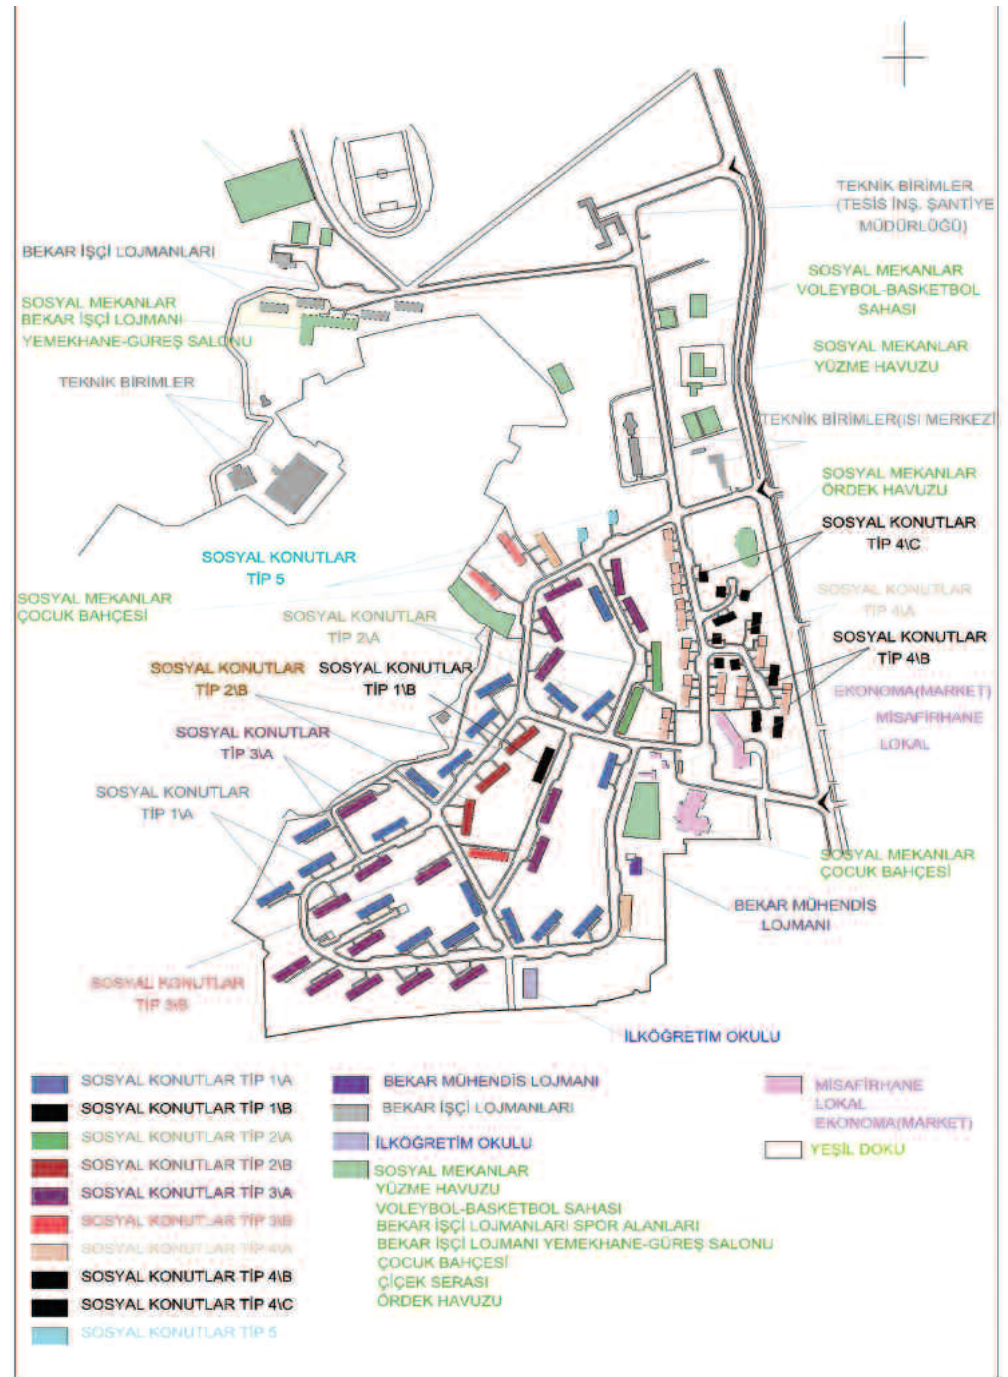 TEKNİK BİRİMLER
(TESİS İNŞ. ŞANTİYE
MÜDÜRLÜĞÜ)
BEKAR İŞÇİ LOJMANLARI
SOSYAL MEKANLAR
VOLEYBOL-BASKETBOL
SAHASI
SOSYAL MEKANLAR
BEKAR İŞÇİ LOJMANI
YEMEKHANE-GÜREŞ SALONU
SOSYAL MEKANLAR
YÜZME HAVUZU
TEKNİK BİRİMLER
TEKNİK BİRİMLER(ISI MERKEZİ
SOSYAL MEKANLAR
ÖRDEK HAVUZU
SOSYAL KONUTLAR
TİP 4\C
SOSYAL KONUTLAR
TİP 5
SOSYAL MEKANLAR
ÇOCUK BAHÇESİ
SOSYAL KONUTLAR
TİP 2\A
SOSYAL KONUTLAR
TİP 4\A
SOSYAL KONUTLAR
TİP 4\B
SOSYAL KONUTLAR
TİP 2\B
SOSYAL KONUTLAR
TİP 1\B
EKONOMA(MARKET)
MİSAFİRHANE
LOKAL
SOSYAL KONUTLAR
TİP 3\A
SOSYAL KONUTLAR
TİP 1\A
SOSYAL MEKANLAR
ÇOCUK BAHÇESİ
BEKAR MÜHENDİS
LOJMANI
SOSYAL KONUTLAR
TİP 3\B
İLKÖĞRETİM OKULU
SOSYAL KONUTLAR TİP 1\A
SOSYAL KONUTLAR TİP 1\B
SOSYAL KONUTLAR TİP 2\A
SOSYAL KONUTLAR TİP 2\B
SOSYAL KONUTLAR TİP 3\A
SOSYAL KONUTLAR TİP 3\B
SOSYAL KONUTLAR TİP 4\A
SOSYAL KONUTLAR TİP 4\B
SOSYAL KONUTLAR TİP 4\C
SOSYAL KONUTLAR TİP 5
BEKAR MÜHENDİS LOJMANI
BEKAR İŞÇİ LOJMANLARI
İLKÖĞRETİM OKULU
SOSYAL MEKANLAR
YÜZME HAVUZU
VOLEYBOL-BASKETBOL SAHASI
BEKAR İŞÇİ LOJMANLARI SPOR ALANLARI
BEKAR İŞÇİ LOJMANI YEMEKHANE-GÜREŞ SALONU
ÇOCUK BAHÇESİ
ÇİÇEK SERASI
ÖRDEK HAVUZU
MİSAFİRHANE
LOKAL
EKONOMA(MARKET)
YEŞİL DOKU